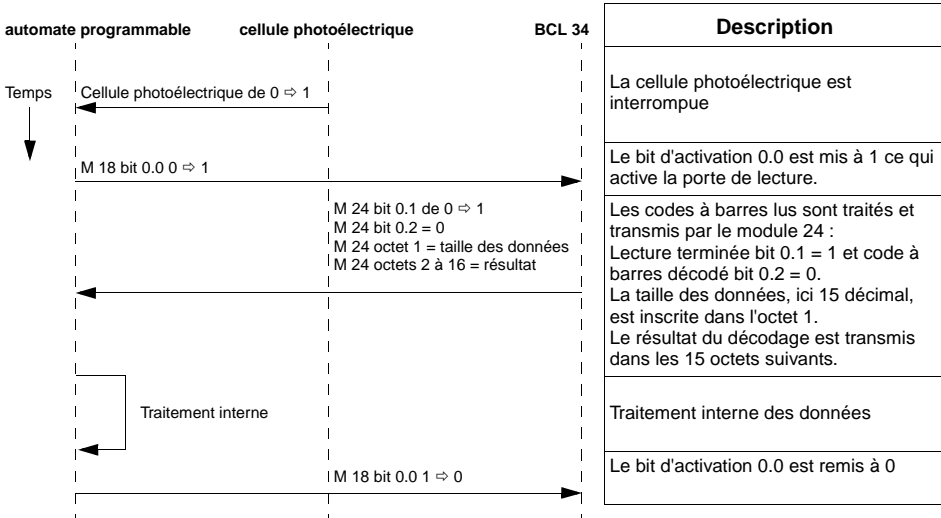 automate programmable cellule photoélectrique BCL 34
Temps
Cellule photoélectrique de 0 ⇨ 1
M 18 bit 0.0 0 ⇨ 1
M 24 bit 0.1 de 0 ⇨ 1
M 24 bit 0.2 = 0
M 24 octet 1 = taille des données
M 24 octets 2 à 16 = résultat
Traitement interne
M 18 bit 0.0 1 ⇨ 0
Description
La cellule photoélectrique est
interrompue
Le bit d'activation 0.0 est mis à 1 ce qui
active la porte de lecture.
Les codes à barres lus sont traités et
transmis par le module 24 :
Lecture terminée bit 0.1 = 1 et code à
barres décodé bit 0.2 = 0.
La taille des données, ici 15 décimal,
est inscrite dans l'octet 1.
Le résultat du décodage est transmis
dans les 15 octets suivants.
Traitement interne des données
Le bit d'activation 0.0 est remis à 0